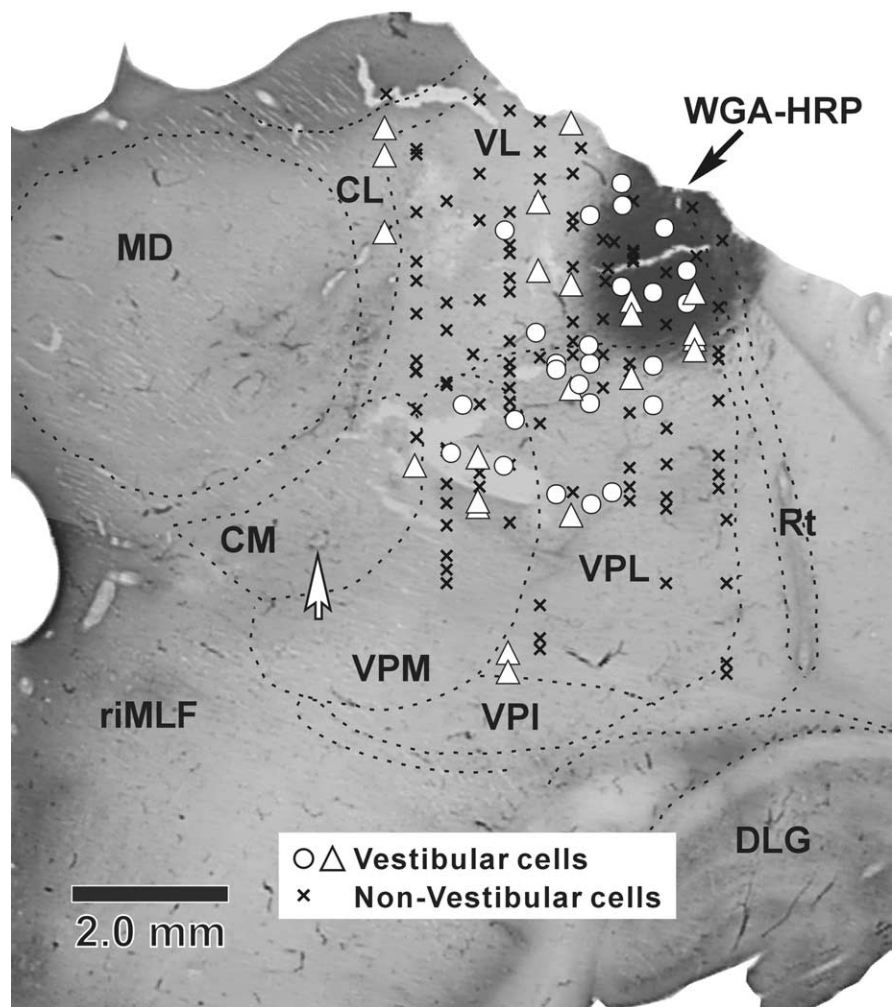 WGA-HRP
VL
CL
MD
CM
Rt
VPL
VPM
riMLF
VPI
DLG
Vestibular cells
Non-Vestibular cells
2.0 mm